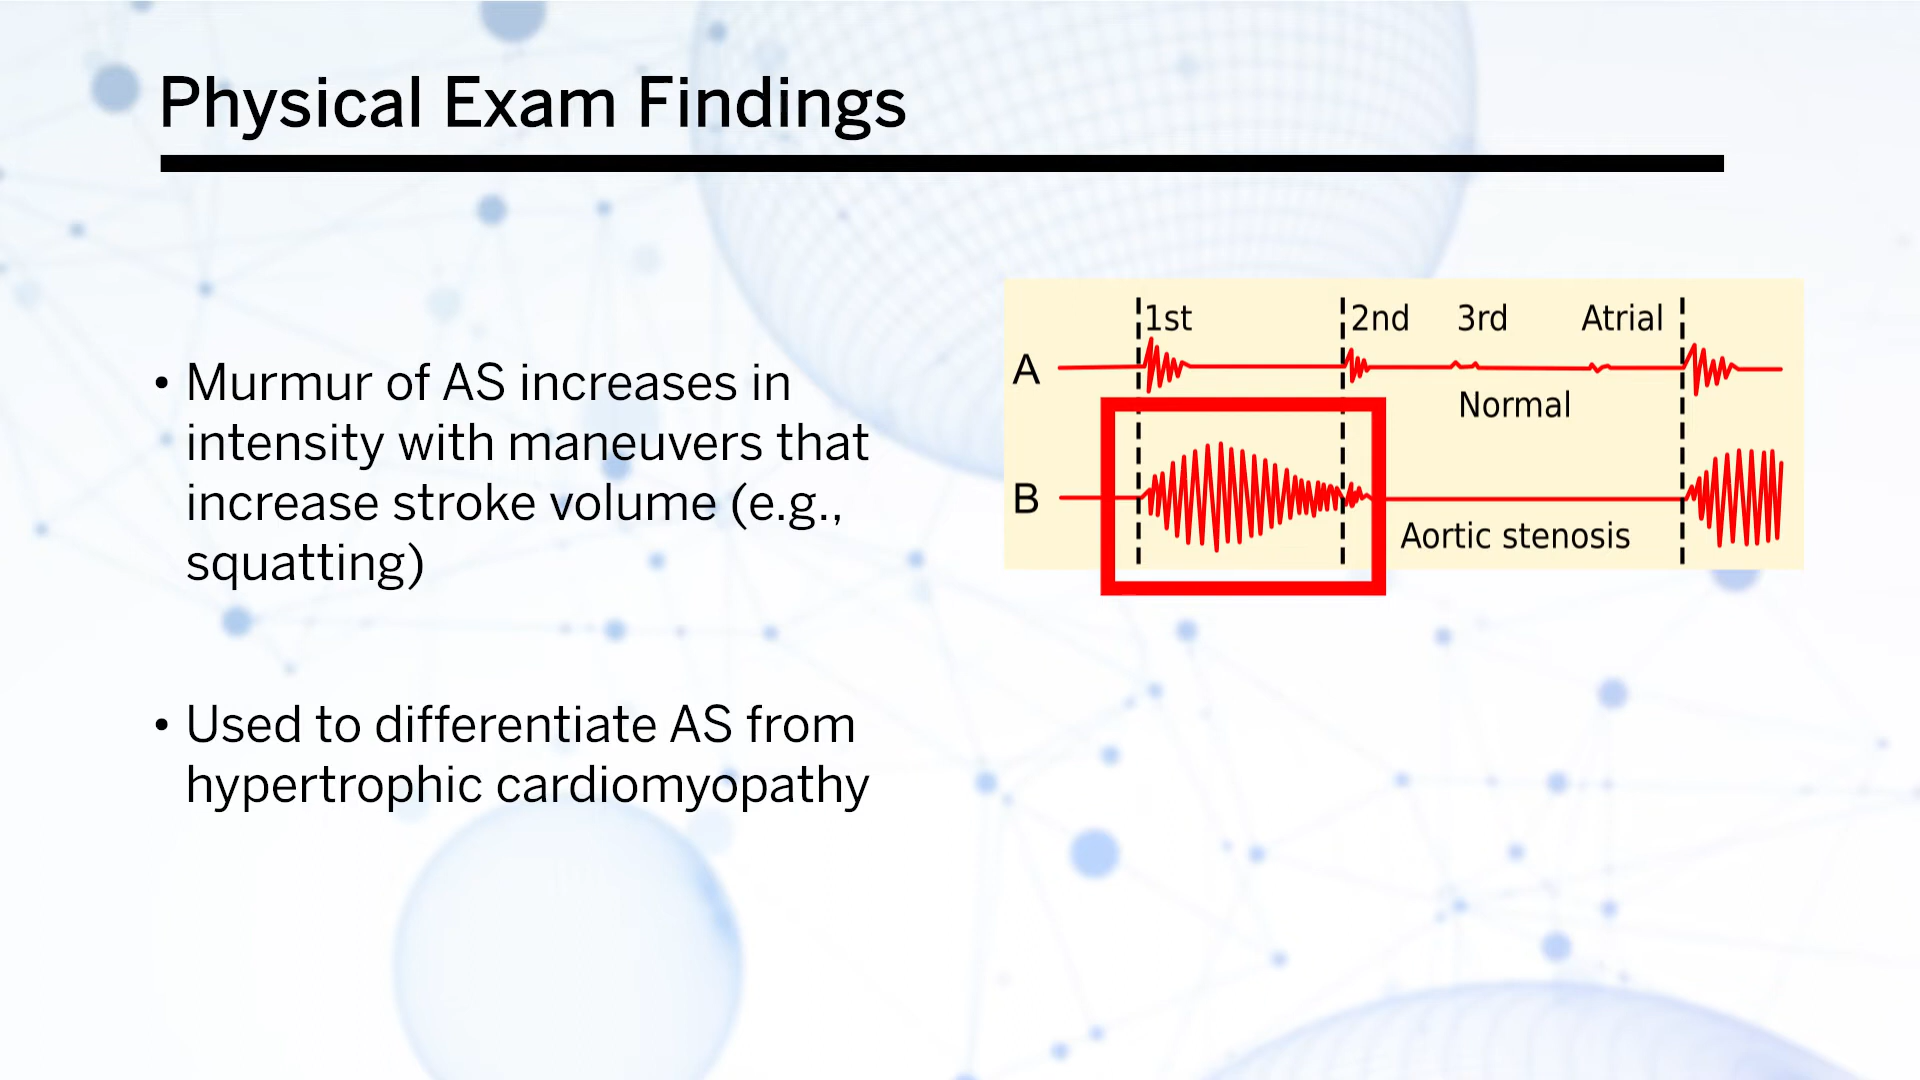 Physical Exam Findings
• Murmur of AS increases in
intensity with maneuvers that
increase stroke volume (e.g.,
squatting)
• Used to differentiate AS from
hypertrophic cardiomyopathy
1st 2nd 3rd Atrial
A
Normal
B
Aortic stenosis